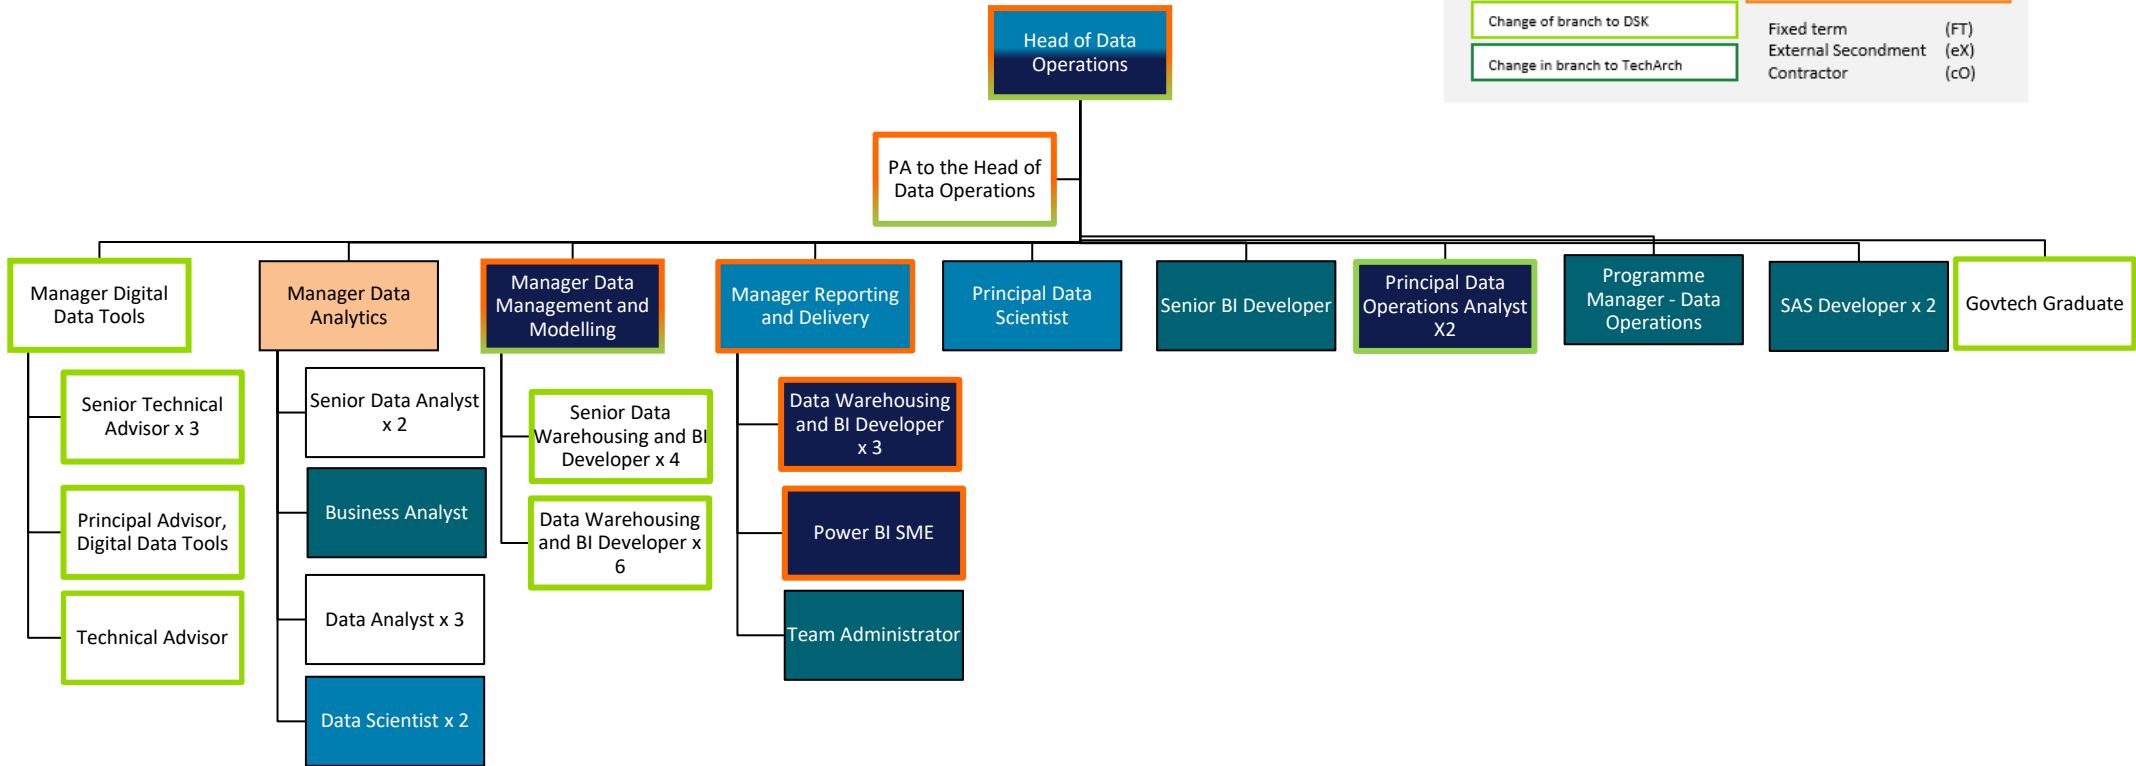 Change of branch to DSK
Change in branch to TechArch
Fixed term (FT)
External Secondment (eX)
Contractor (cO)
Head of Data
Operations
PA to the Head of
Data Operations
Manager Digital
Data Tools
Manager Data
Analytics
Manager Data
Management and
Modelling
Manager Reporting
and Delivery
Principal Data
Scientist
Senior BI Developer
Principal Data
Operations Analyst
X2
Programme
Manager - Data
Operations
SAS Developer x 2
Govtech Graduate
Senior Technical
Advisor x 3
Principal Advisor,
Digital Data Tools
Technical Advisor
Senior Data Analyst
x 2
Business Analyst
Data Analyst x 3
Data Scientist x 2
Senior Data
Warehousing and BI
Developer x 4
Data Warehousing
and BI Developer x
6
Data Warehousing
and BI Developer
x 3
Power BI SME
Team Administrator